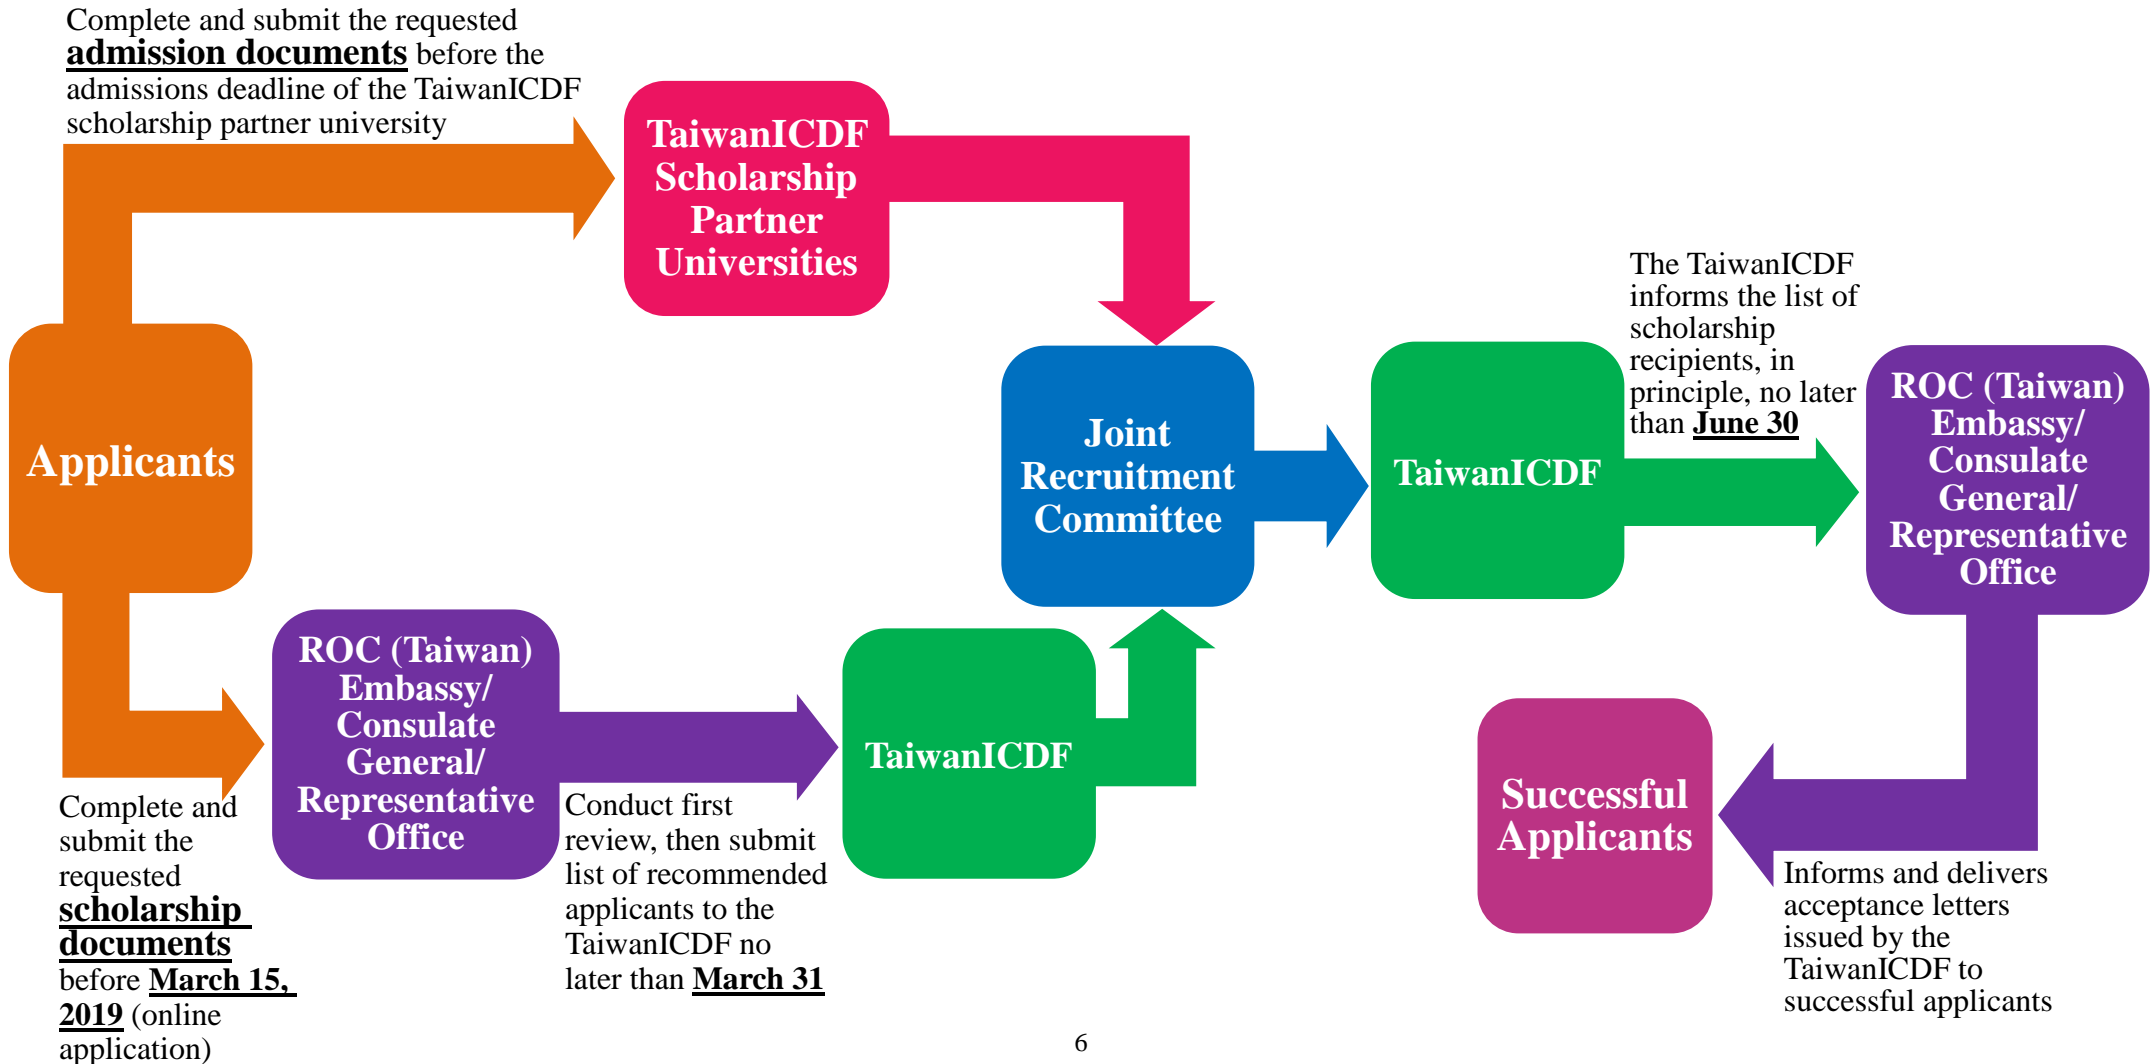 Complete and submit the requested
admission documents before the
admissions deadline of the TaiwanICDF
scholarship partner university
TaiwanICDF
Scholarship
Partner
Universities
The TaiwanICDF
informs the list of
scholarship
recipients, in
principle, no later
than June 30
Applicants
Joint
Recruitment
Committee
TaiwanICDF
ROC (Taiwan)
Embassy/
Consulate
General/
Representative
Office
ROC (Taiwan)
Embassy/
Consulate
General/
Representative
Office
TaiwanICDF
Successful
Applicants
Complete and
submit the
requested
scholarship
documents
before March 15,
2019 (online
application)
Conduct first
review, then submit
list of recommended
applicants to the
TaiwanICDF no
later than March 31
Informs and delivers
acceptance letters
issued by the
TaiwanICDF to
successful applicants
6